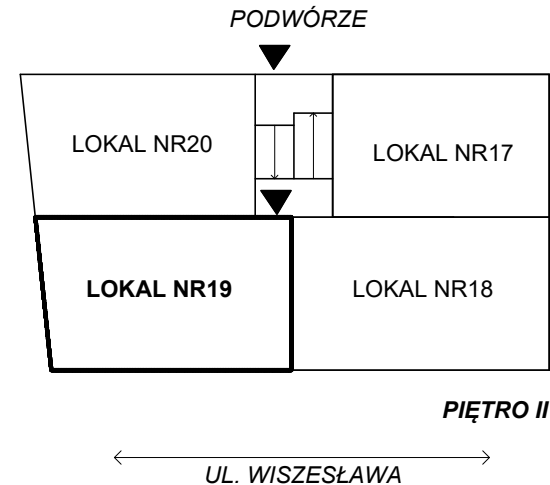 PODWÓRZE
LOKAL NR20
LOKAL NR17
LOKAL NR19
LOKAL NR18
PIĘTRO II
UL. WISZESŁAWA